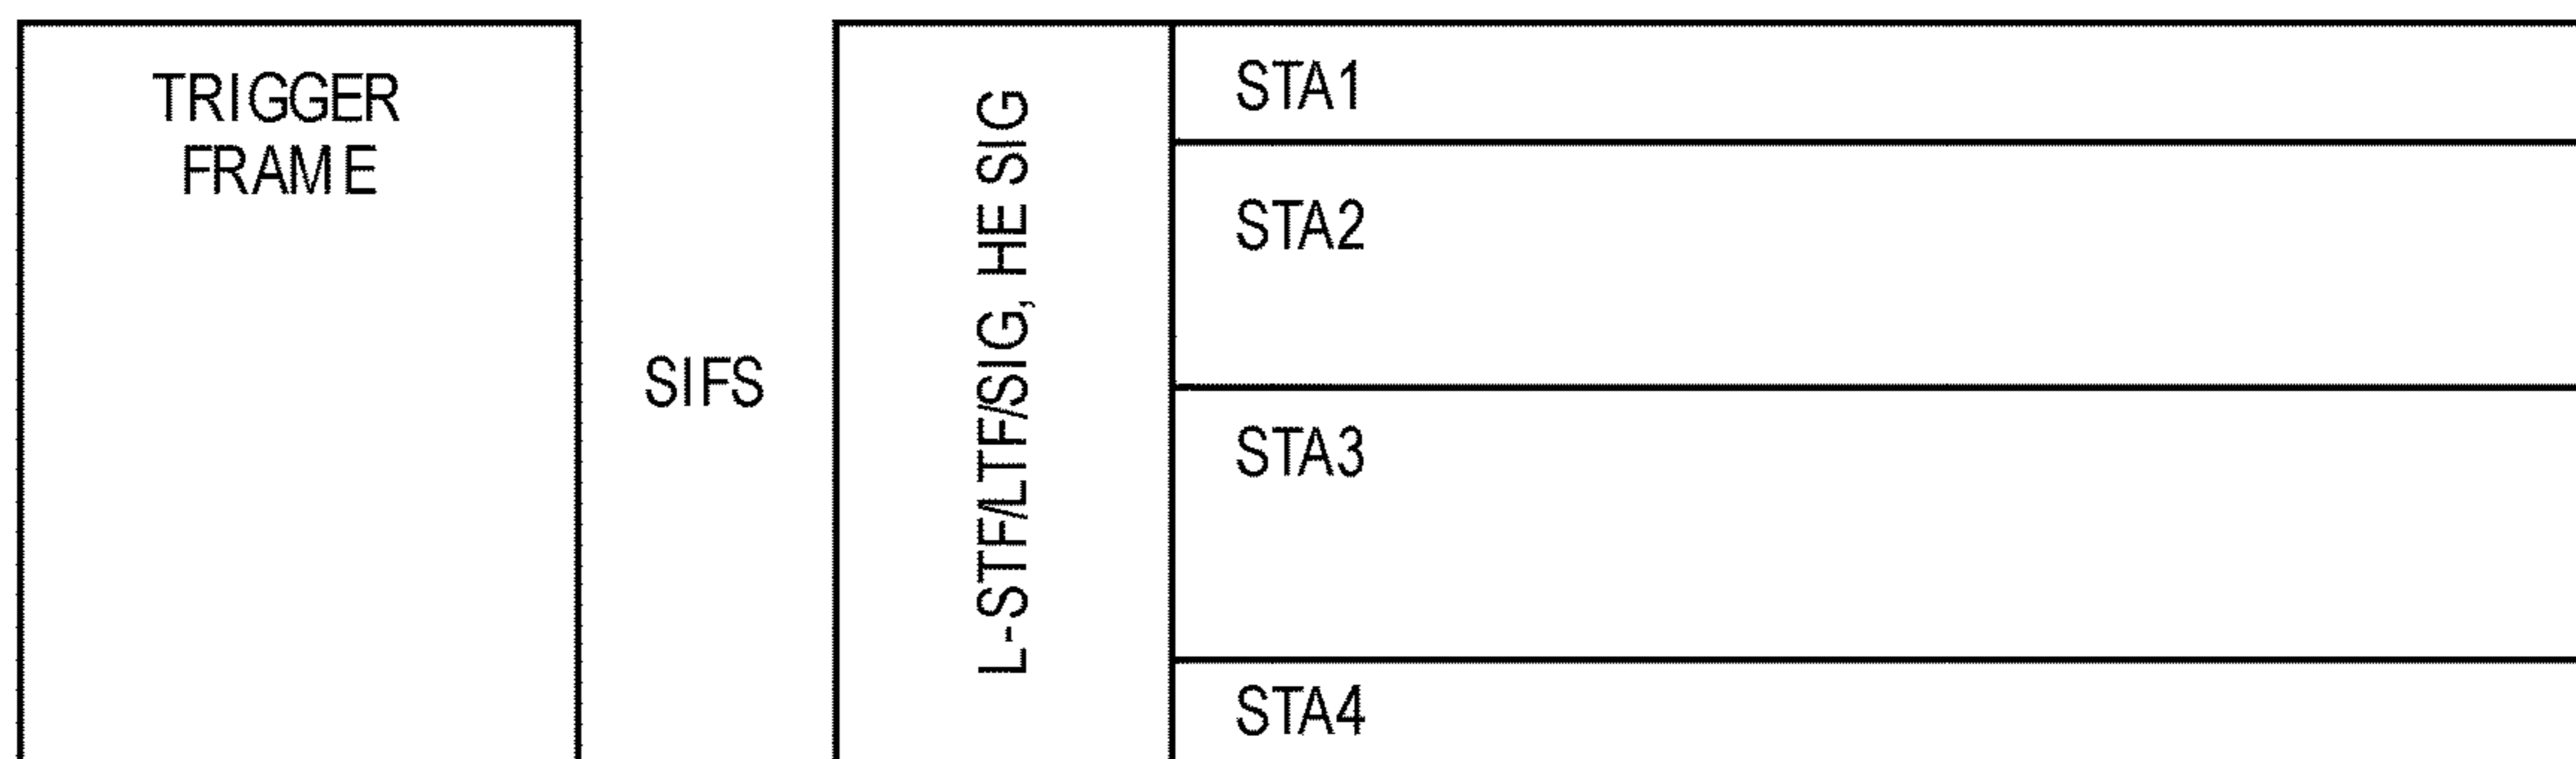 TRIGGER
FRAME
SIFS
L-STF/LTF/SIG, HE SIG
STA1
STA2
STA3
STA4